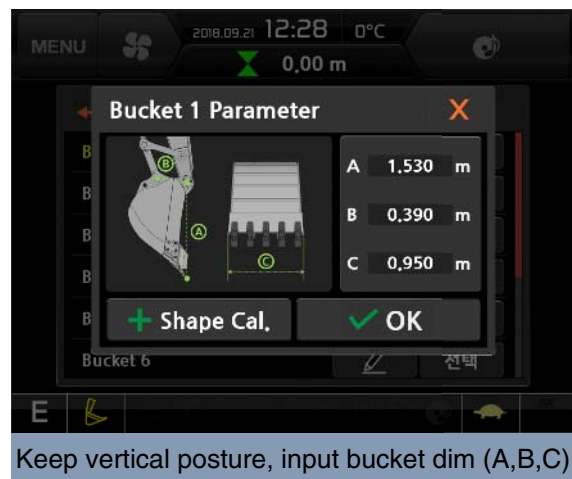 MENU
2018.09.21 12:28 0°C
0,00 m
Bucket 1 Parameter X
B
B
B
B
B
A 1,530 m
B 0,390 m
C 0,950 m
B
A
C
+ Shape Cal. OK
Bucket 6 선택
E
Keep vertical posture, input bucket dim (A,B,C)